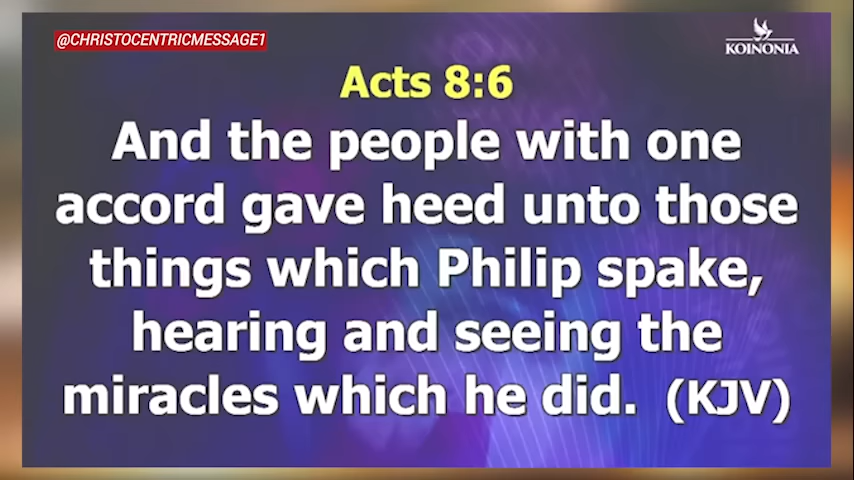 @CHRISTOCENTRICMESSAGE1
KOINONIA
Acts 8:6
And the people with one
accord gave heed unto those
things which Philip spake,
hearing and seeing the
miracles which he did. (KJV)